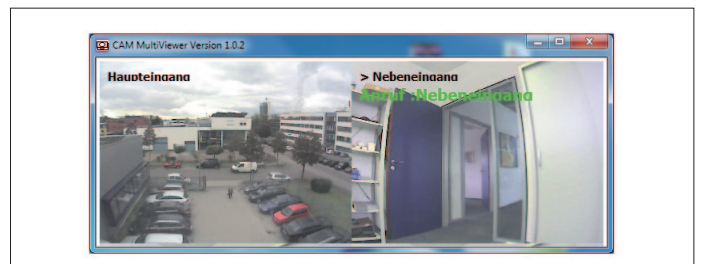 CAM MultiViewer Version 1.0.2
Haupteingang
> Nebeneingang
Anruf :Nebeneingang